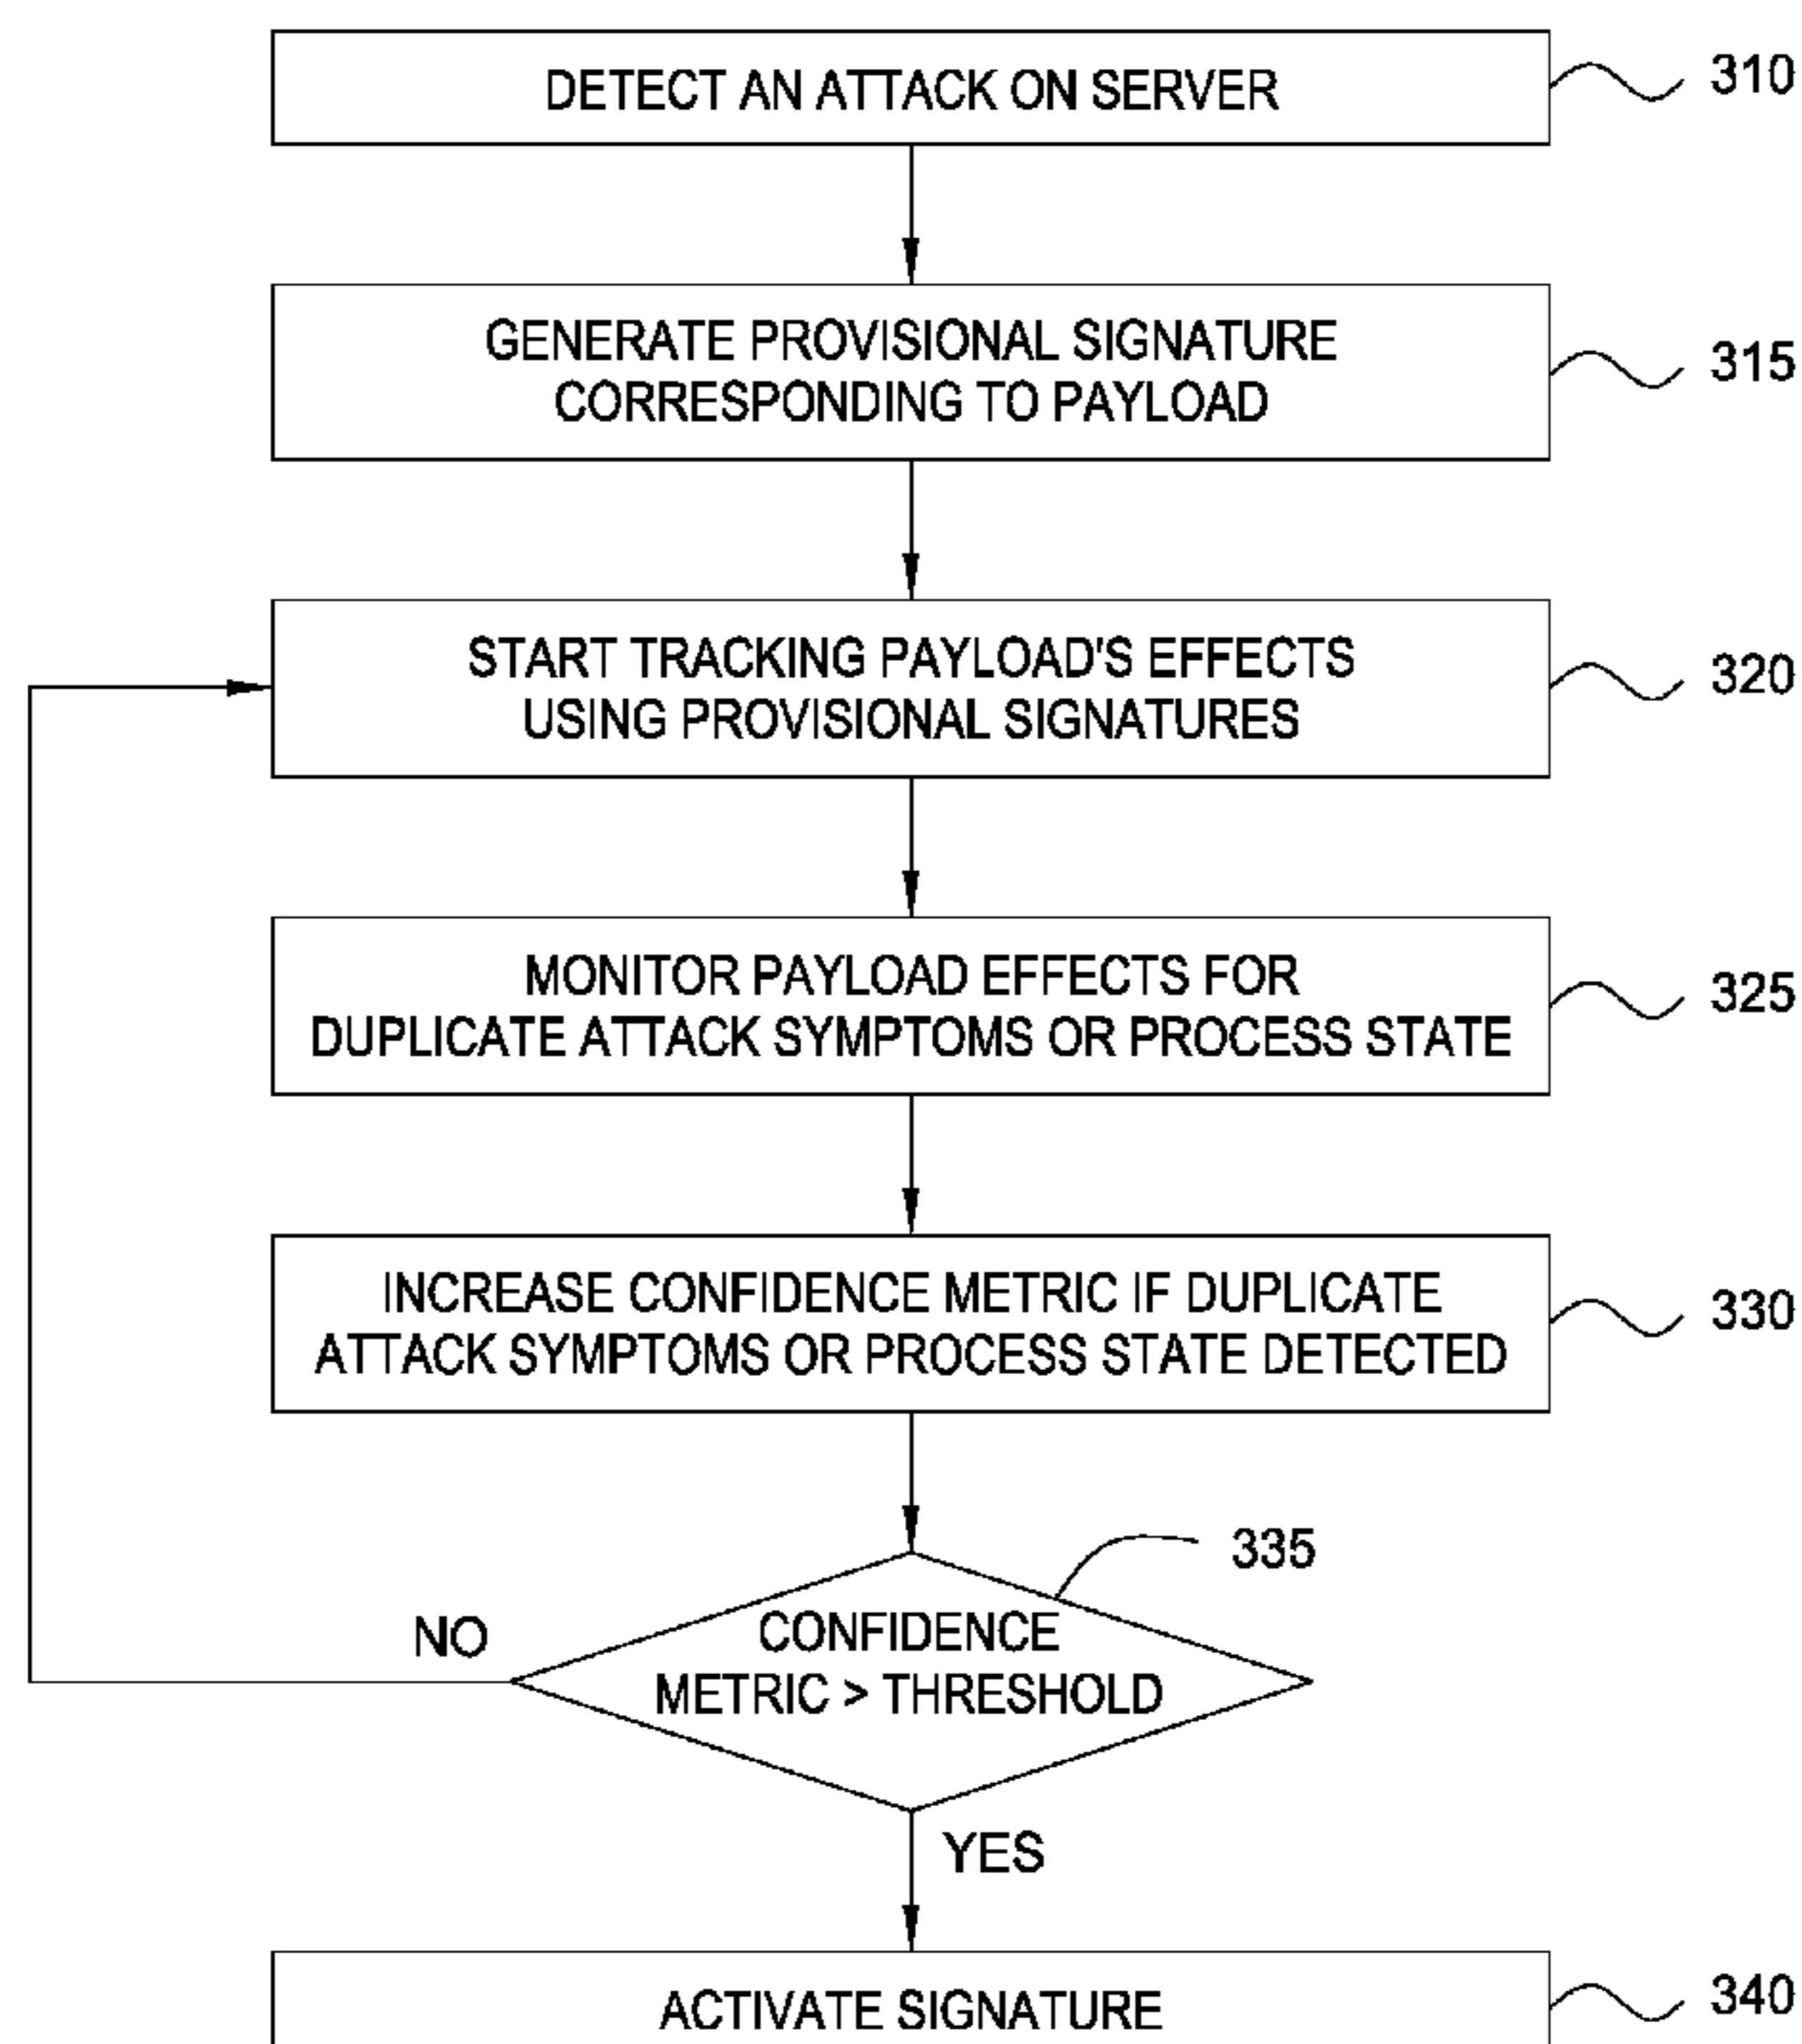 DETECT AN ATTACK ON SERVER
310
GENERATE PROVISIONAL SIGNATURE
CORRESPONDING TO PAYLOAD
315
START TRACKING PAYLOAD'S EFFECTS
USING PROVISIONAL SIGNATURES
320
MONITOR PAYLOAD EFFECTS FOR
DUPLICATE ATTACK SYMPTOMS OR PROCESS STATE
325
INCREASE CONFIDENCE METRIC IF DUPLICATE
ATTACK SYMPTOMS OR PROCESS STATE DETECTED
330
335
CONFIDENCE
METRIC > THRESHOLD
NO
YES
ACTIVATE SIGNATURE
340